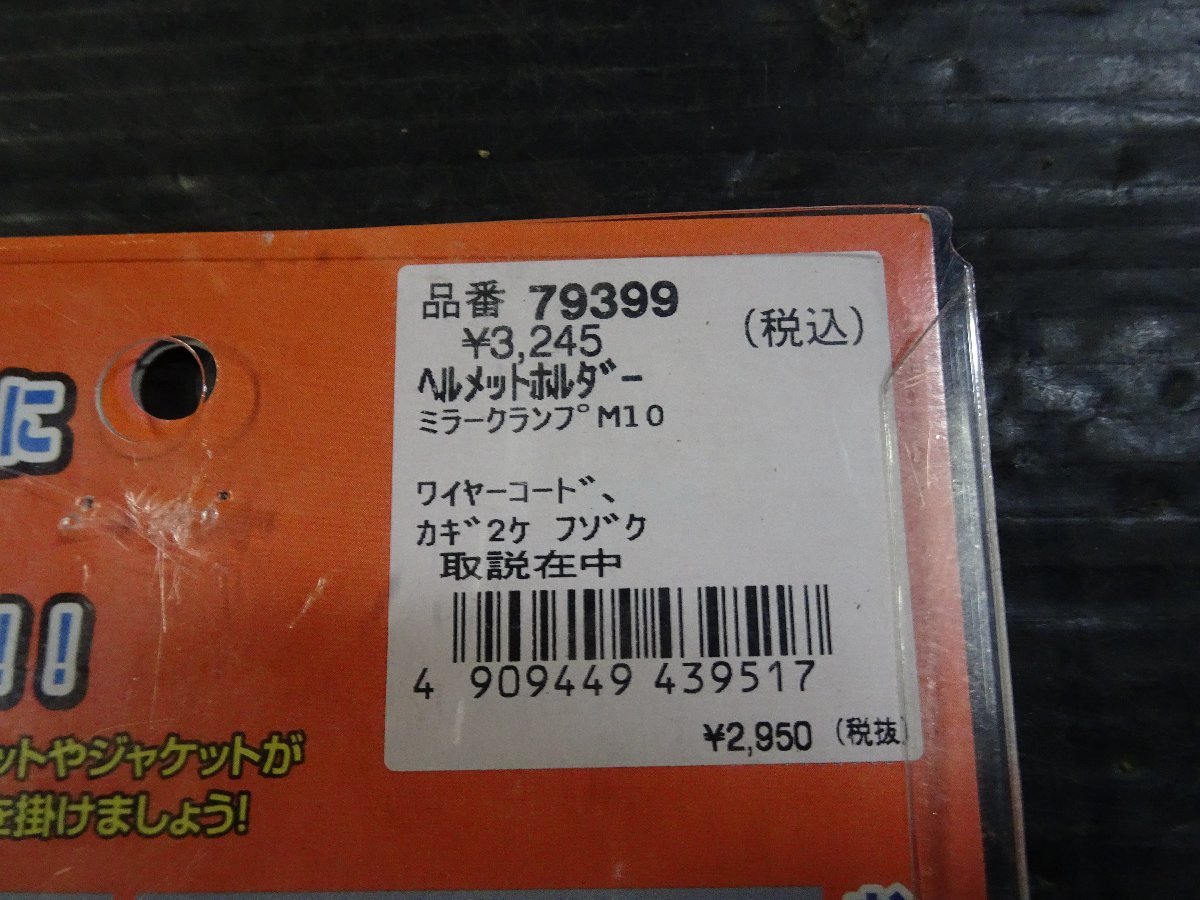 品番 79399
¥3,245 (税込)
ヘルメットホルダー
ミラークランプM10
ワイヤーコード、
カギ2ケ フゾク
取説在中
4 909449 439517
¥2,950 (税抜)
に
!!
ットやジャケットが
を掛けましょう!